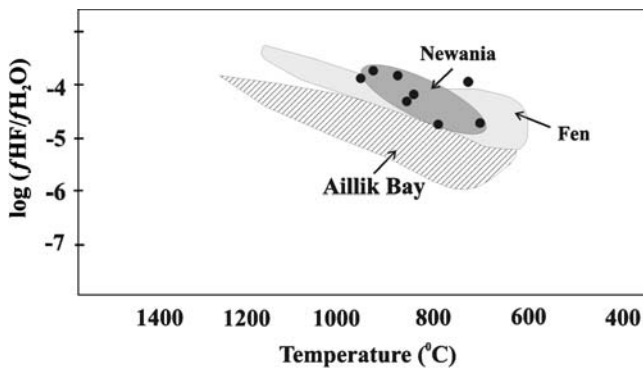 Newania
Fen
Aillik Bay
log (fHF/fH₂O)
-4
-5
-6
-7
1400 1200 1000 800 600 400
Temperature (⁰C)